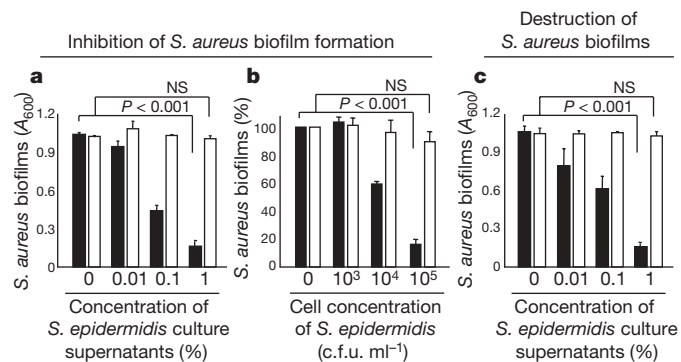 Inhibition of S. aureus biofilm formation
Destruction of
S. aureus biofilms
a
NS
P < 0.001
S. aureus biofilms (A600)
1.2
0.9
0.6
0.3
0
0 0.01 0.1 1
Concentration of
S. epidermidis culture
supernatants (%)
b
NS
P < 0.001
S. aureus biofilms (%)
100
80
60
40
20
0
0 10³ 10⁴ 10⁵
Cell concentration
of S. epidermidis
(c.f.u. ml⁻¹)
c
NS
P < 0.001
S. aureus biofilms (A600)
1.2
0.9
0.6
0.3
0
0 0.01 0.1 1
Concentration of
S. epidermidis culture
supernatants (%)